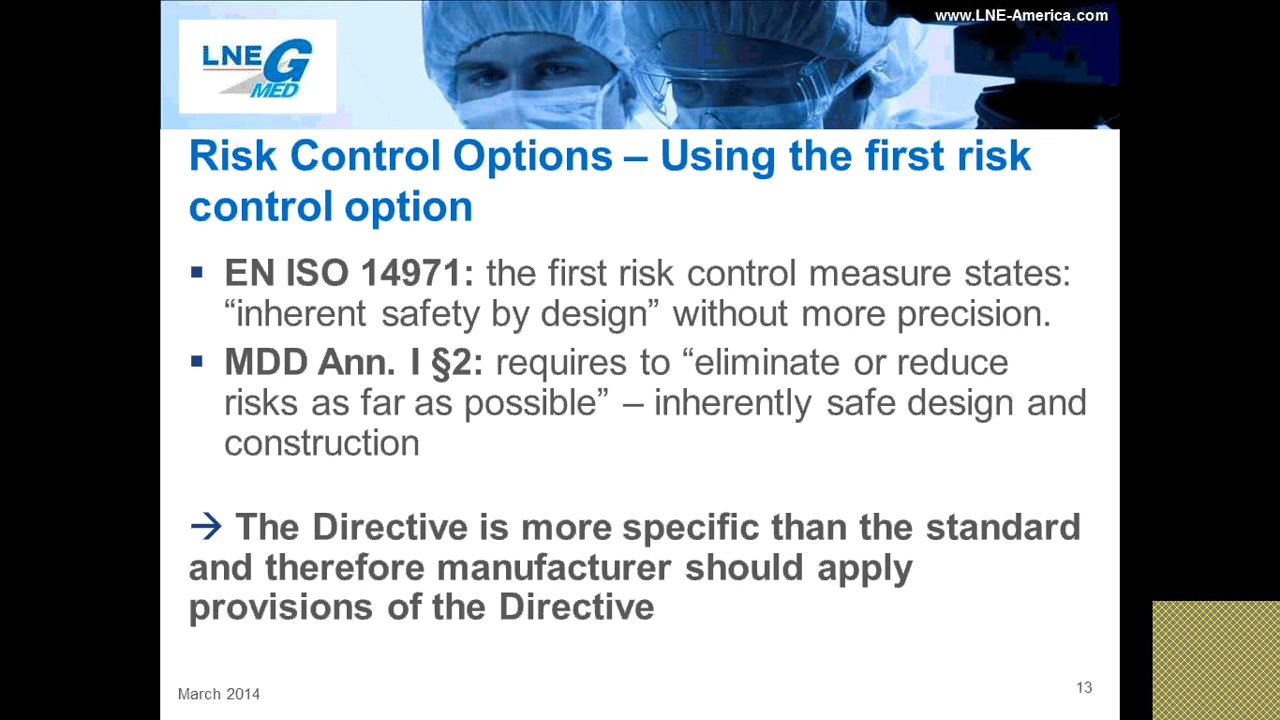 www.LNE-America.com
LNE G
MED
Risk Control Options – Using the first risk
control option
▪ EN ISO 14971: the first risk control measure states:
“inherent safety by design” without more precision.
▪ MDD Ann. I §2: requires to “eliminate or reduce
risks as far as possible” – inherently safe design and
construction
→ The Directive is more specific than the standard
and therefore manufacturer should apply
provisions of the Directive
March 2014
13